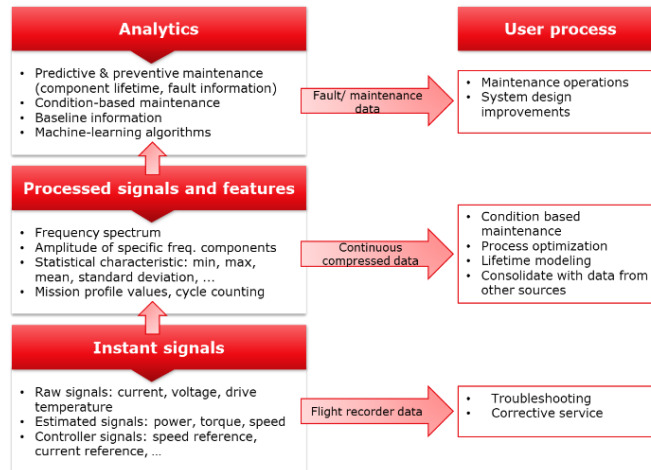 Analytics
• Predictive & preventive maintenance
(component lifetime, fault information)
• Condition-based maintenance
• Baseline information
• Machine-learning algorithms
Fault/ maintenance
data
User process
• Maintenance operations
• System design
improvements
Processed signals and features
• Frequency spectrum
• Amplitude of specific freq. components
• Statistical characteristic: min, max,
mean, standard deviation, ...
• Mission profile values, cycle counting
Continuous
compressed data
• Condition based
maintenance
• Process optimization
• Lifetime modeling
• Consolidate with data from
other sources
Instant signals
• Raw signals: current, voltage, drive
temperature
• Estimated signals: power, torque, speed
• Controller signals: speed reference,
current reference, ...
Flight recorder data
• Troubleshooting
• Corrective service